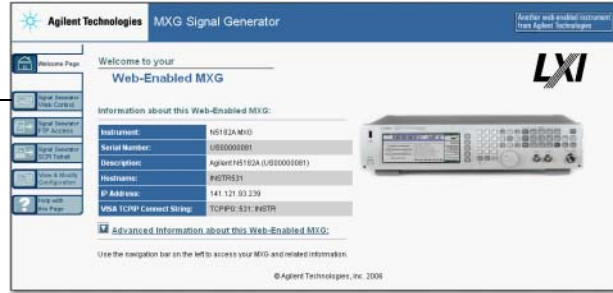 Agilent Technologies
MXG Signal Generator
Another web-enabled instrument
from Agilent Technologies
Welcome Page
Signal Generator
Web Control
Signal Generator
FTP Access
Signal Generator
SCPI Telnet
View & Modify
Configuration
Help with
this Page
Welcome to your
Web-Enabled MXG
LXI
Information about this Web-Enabled MXG:
Instrument: N5182A MXG
Serial Number: US00000081
Description: Agilent N5182A (US00000081)
Hostname: INSTR531
IP Address: 141.121.93.239
VISA TCPIP Connect String: TCPIP0::531::INSTR
Advanced Information about this Web-Enabled MXG:
Use the navigation bar on the left to access your MXG and related information.
© Agilent Technologies, Inc. 2006